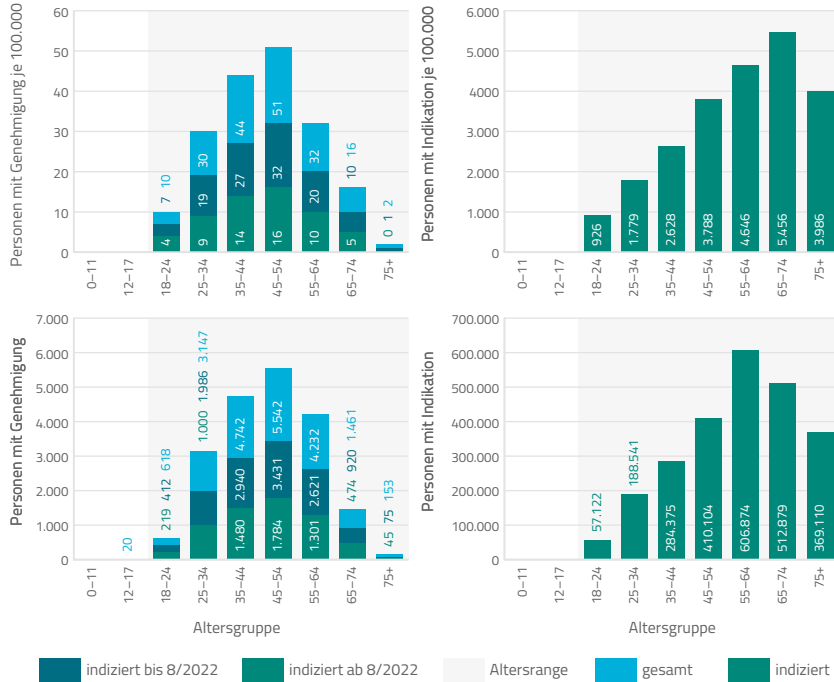 Personen mit Genehmigung je 100.000
60
50
40
30
20
10
0
4 7 10
9 19 30
14 27 44
16 32 51
10 20 32
5 10 16
0 1 2
0–11 12–17 18–24 25–34 35–44 45–54 55–64 65–74 75+
Personen mit Indikation je 100.000
6.000
5.000
4000
3.000
2.000
1.000
0
926 1.779 2.628 3.788 4.646 5.456 3.986
0–11 12–17 18–24 25–34 35–44 45–54 55–64 65–74 75+
Personen mit Genehmigung
7.000
6.000
5.000
4.000
3.000
2.000
1.000
0
20
219 412 618
1.000 1.986 3.147
1.480 2.940 4.742
1.784 3.431 5.542
1.301 2.621 4.232
474 920 1.461
45 75 153
0–11 12–17 18–24 25–34 35–44 45–54 55–64 65–74 75+
Altersgruppe
Personen mit Indikation
700.000
600.000
500.000
400.000
300.000
200.000
100.000
0
57.122 188.541 284.375 410.104 606.874 512.879 369.110
0–11 12–17 18–24 25–34 35–44 45–54 55–64 65–74 75+
Altersgruppe
indiziert bis 8/2022 indiziert ab 8/2022 Altersrange gesamt indiziert